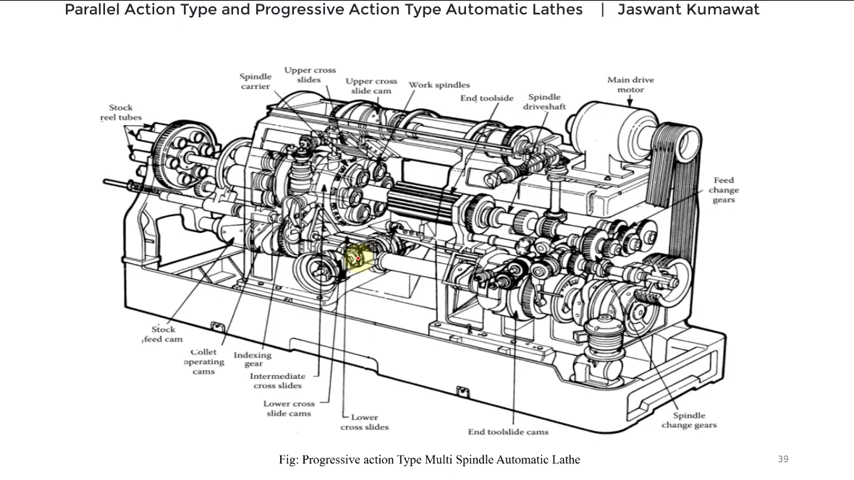 Parallel Action Type and Progressive Action Type Automatic Lathes | Jaswant Kumawat
Upper cross
slides
Spindle
carrier
Upper cross
slide cam
Work spindles
End toolside
Spindle
driveshaft
Main drive
motor
Stock
reel tubes
Feed
change
gears
Stock
feed cam
Collet
operating
cams
Indexing
gear
Intermediate
cross slides
Lower cross
slide cams
Lower
cross slides
End toolslide cams
Spindle
change gears
Fig: Progressive action Type Multi Spindle Automatic Lathe
39